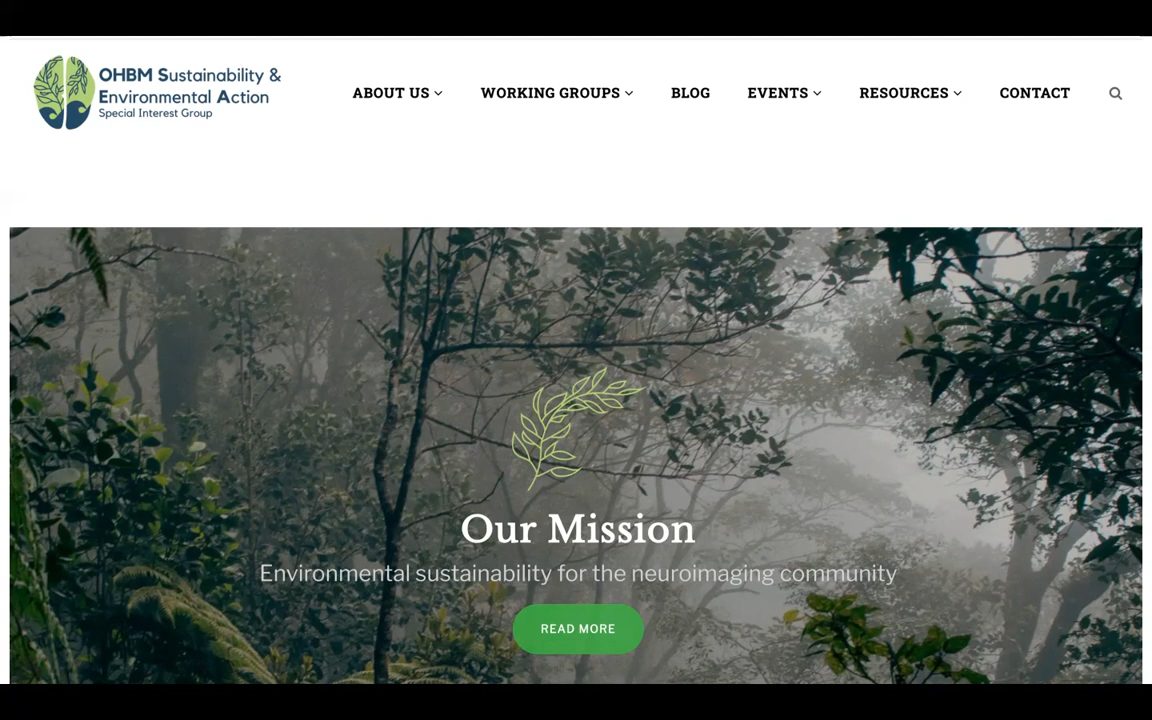 OHBM Sustainability &
Environmental Action
Special Interest Group
ABOUT US
WORKING GROUPS
BLOG
EVENTS
RESOURCES
CONTACT
Our Mission
Environmental sustainability for the neuroimaging community
READ MORE